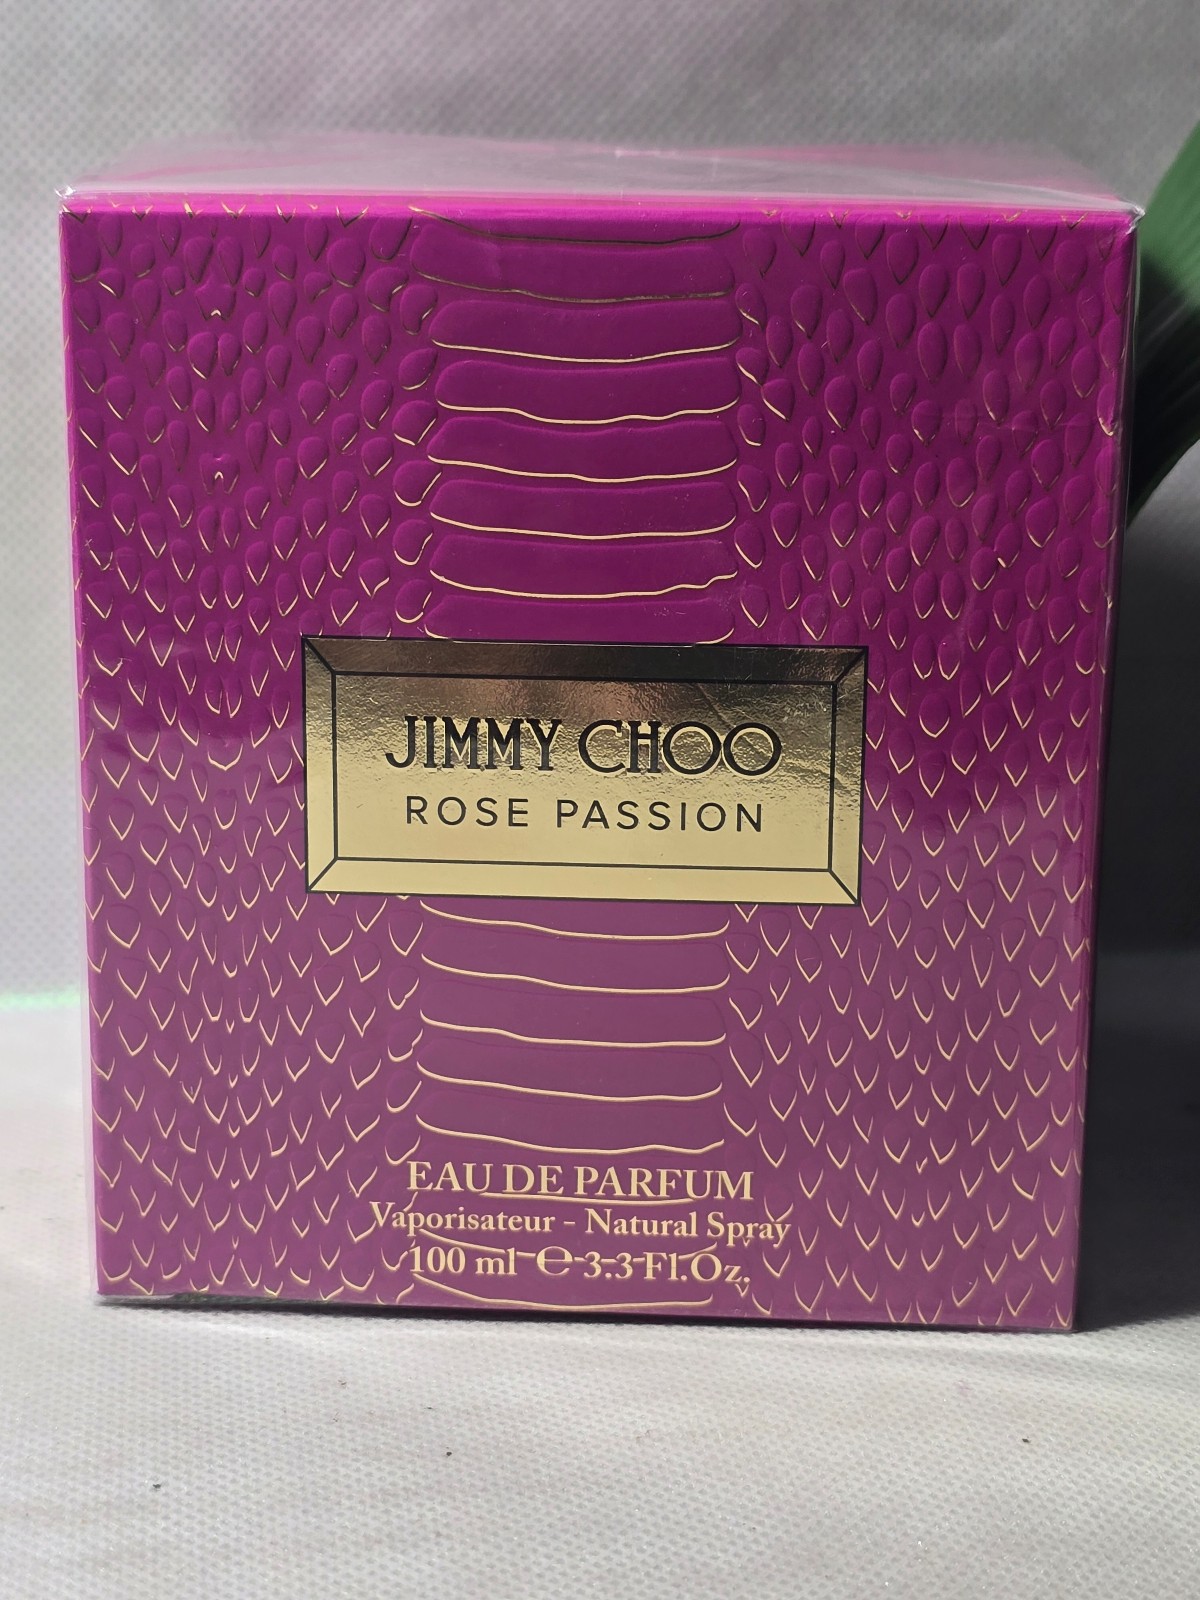 JIMMY CHOO
ROSE PASSION
EAU DE PARFUM
Vaporisateur - Natural Spray
100 ml ℮ 3.3 Fl.Oz.